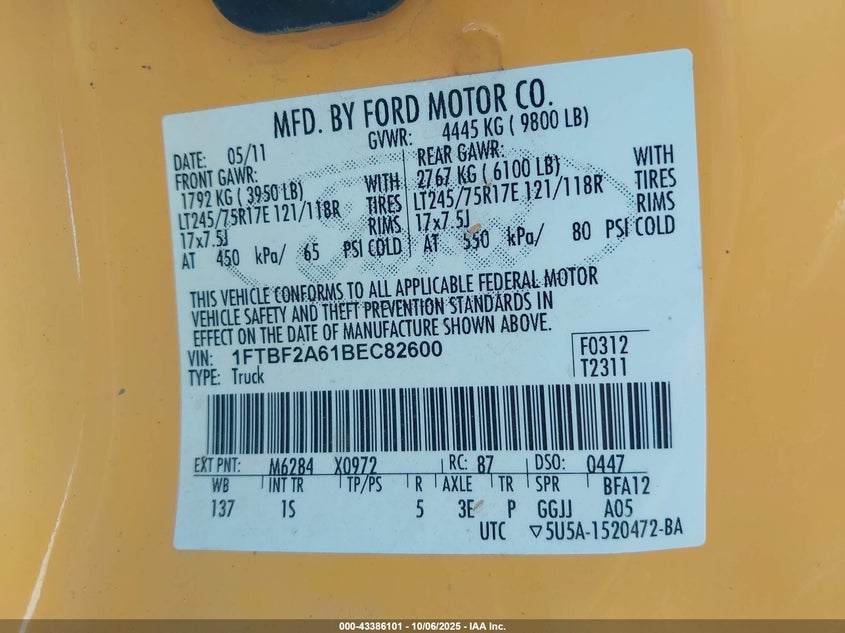 MFD. BY FORD MOTOR CO.
DATE: 05/11 GVWR: 4445 KG ( 9800 LB)
FRONT GAWR: REAR GAWR:
1792 KG ( 3950 LB) WITH 2767 KG ( 6100 LB) WITH
LT245/75R17E 121/118R TIRES LT245/75R17E 121/118R TIRES
17x7.5J RIMS 17x7.5J RIMS
AT 450 kPa/ 65 PSI COLD AT 550 kPa/ 80 PSI COLD
THIS VEHICLE CONFORMS TO ALL APPLICABLE FEDERAL MOTOR
VEHICLE SAFETY AND THEFT PREVENTION STANDARDS IN
EFFECT ON THE DATE OF MANUFACTURE SHOWN ABOVE.
VIN: 1FTBF2A61BEC82600 F0312
TYPE: Truck T2311
EXT PNT: M6284 X0972 RC: 87 DSO: 0447
WB INT TR TP/PS R AXLE TR SPR BFA12
137 1S 5 3E P GGJJ A05
UTC ▽5U5A-1520472-BA
000-43386101 - 10/06/2025 - IAA Inc.